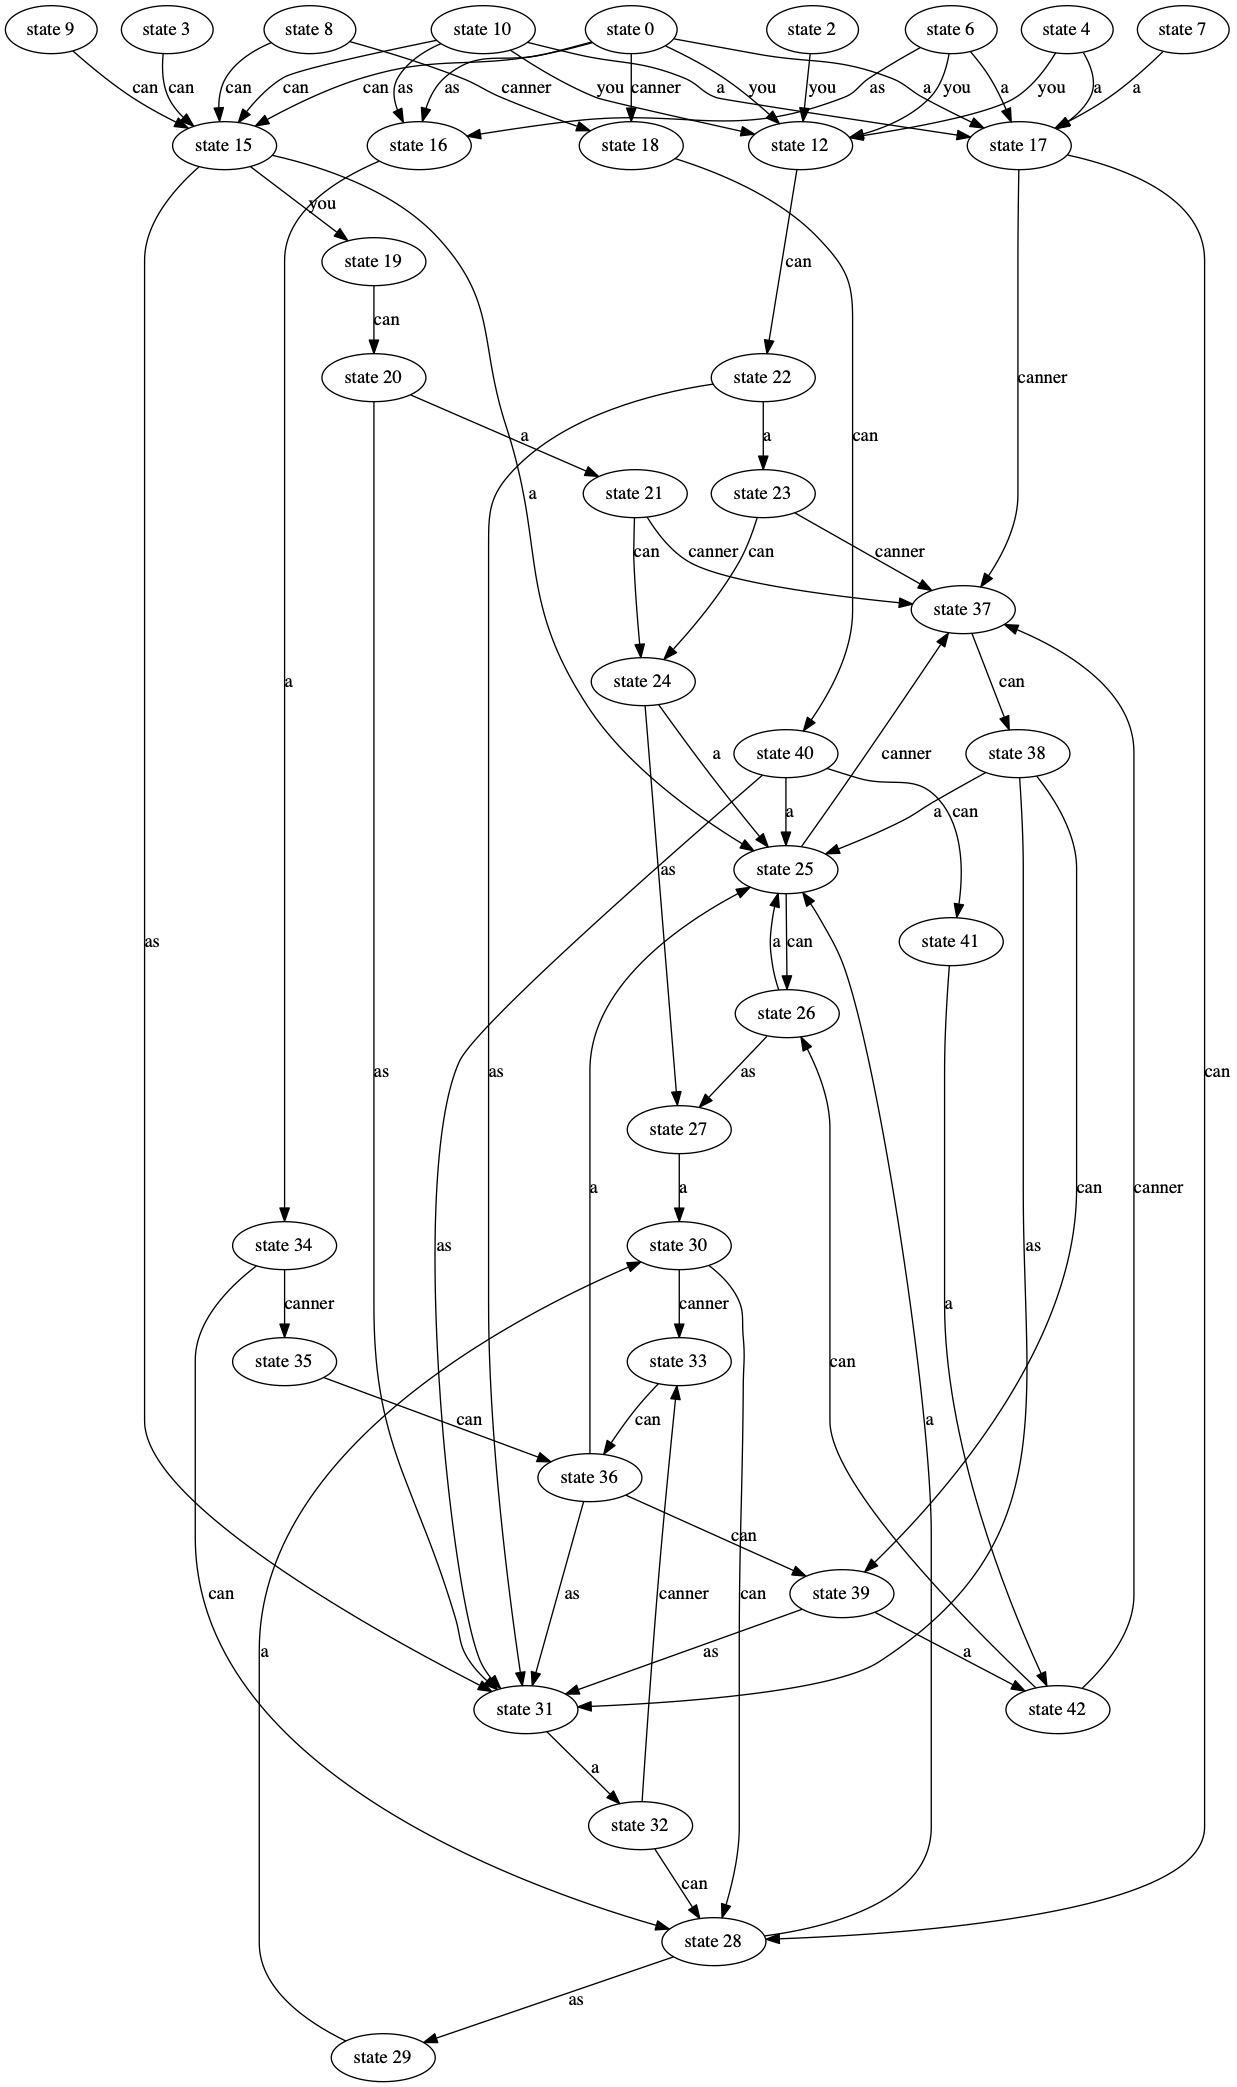 state 9 state 3 state 8 state 10 state 0 state 2 state 6 state 4 state 7
can can can can as can as canner you canner you a you as a you a you a a
state 15 state 16 state 18 state 12 state 17
you
state 19 can
can
state 20 state 22 canner
a a can
a state 21 state 23
can canner can canner
state 37
a state 24 can
a state 40 canner state 38
a can a
as state 25
as a can state 41
state 26
as as as as can
state 27
a a can canner
a
state 34 as state 30 as
canner canner a
state 35 state 33 can
can can a
state 36
can
can as canner can state 39
a as a
state 31 state 42
a
state 32
can
state 28
as
state 29